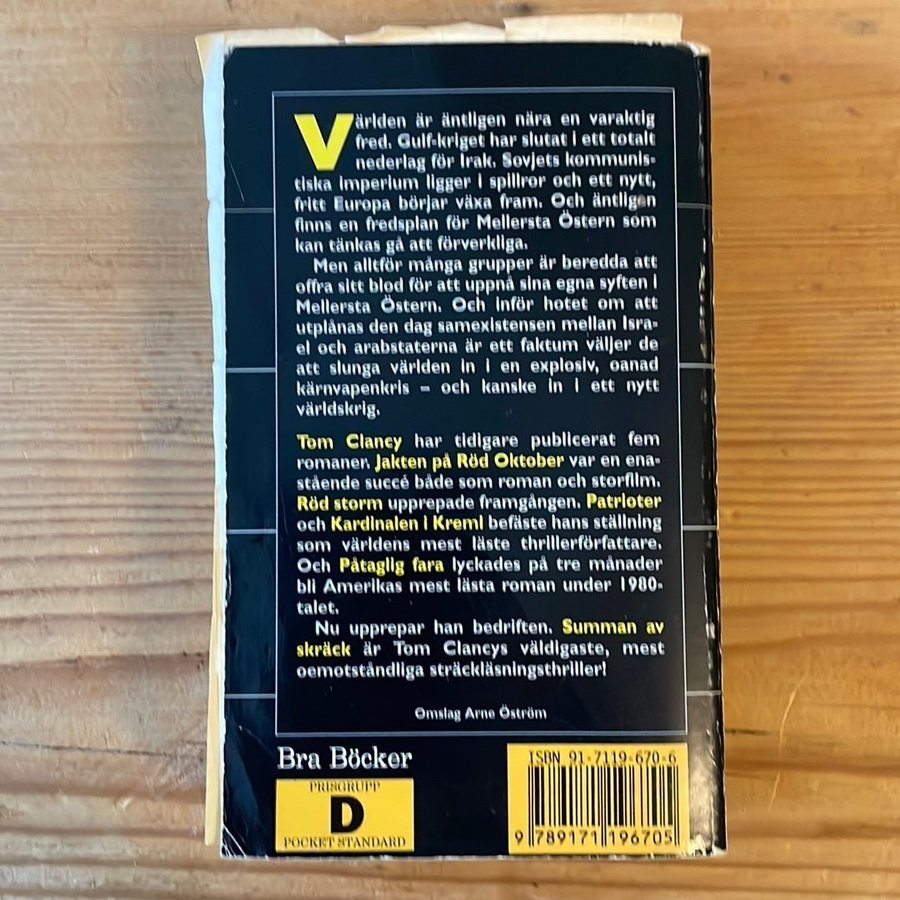 Världen är äntligen nära en varaktig
fred. Gulf-kriget har slutat i ett totalt
nederlag för Irak. Sovjets kommunis-
tiska imperium ligger i spillror och ett nytt,
fritt Europa börjar växa fram. Och äntligen
finns en fredsplan för Mellersta Östern som
kan tänkas gå att förverkliga.
Men alltför många grupper är beredda att
offra sitt blod för att uppnå sina egna syften i
Mellersta Östern. Och inför hotet om att
utplånas den dag samexistensen mellan Isra-
el och arabstaterna är ett faktum väljer de
att slunga världen in i en explosiv, oanad
kärnvapenkris – och kanske in i ett nytt
världskrig.
Tom Clancy har tidigare publicerat fem
romaner. Jakten på Röd Oktober var en ena-
stående succé både som roman och storfilm.
Röd storm upprepade framgången. Patrioter
och Kardinalen i Kreml befäste hans ställning
som världens mest läste thrillerförfattare.
Och Påtaglig fara lyckades på tre månader
bli Amerikas mest lästa roman under 1980-
talet.
Nu upprepar han bedriften. Summan av
skräck är Tom Clancys väldigaste, mest
oemotståndliga sträckläsningsthriller!
Omslag Arne Öström
Bra Böcker
PRISGRUPP
D
POCKET STANDARD
ISBN 91-7119-670-6
9 789171 196705